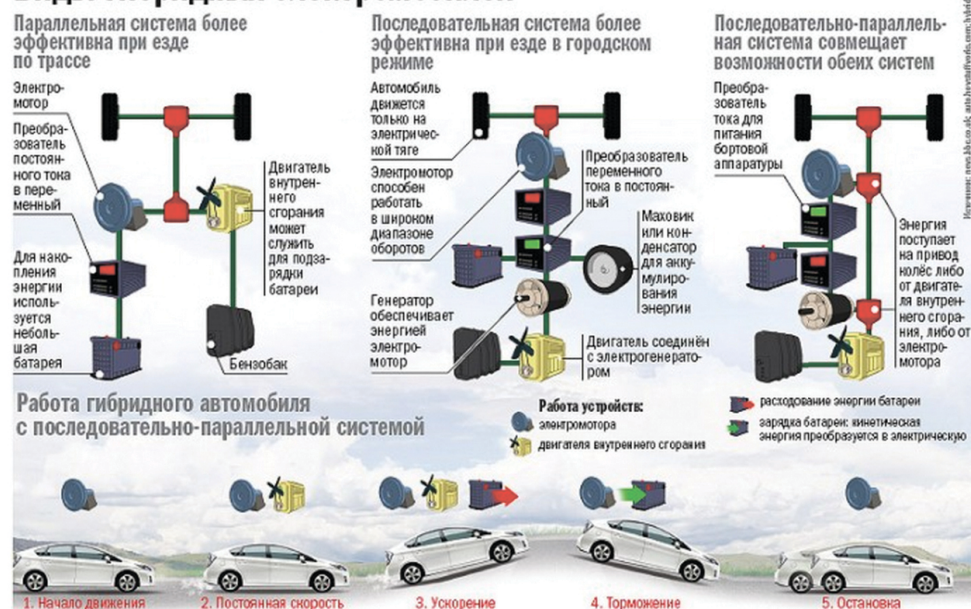 Параллельная система более
эффективна при езде
по трассе
Электро-
мотор
Преобра-
зователь
постоян-
ного тока
в пере-
менный
Для нако-
пления
энергии
исполь-
зуется
неболь-
шая
батарея
Двигатель
внутрен-
него
сгорания
может
служить
для подза-
рядки
батареи
Бензобак
Последовательная система более
эффективна при езде в городском
режиме
Автомобиль
движется
только на
электричес-
кой тяге
Электромотор
способен
работать
в широком
диапазоне
оборотов
Генератор
обеспечивает
энергией
электро-
мотор
Преобразователь
переменного
тока в постоян-
ный
Маховик
или кон-
денсатор
для акку-
мулиро-
вания
энергии
Двигатель соединён
с электрогенерато-
ром
Последовательно-параллель-
ная система совмещает
возможности обеих систем
Преобра-
зователь
тока для
питания
бортовой
аппаратуры
Энергия
поступает
на привод
колёс либо
от двигате-
ля внутрен-
него сгора-
ния, либо от
электро-
мотора
Работа гибридного автомобиля
с последовательно-параллельной системой
Работа устройств:
электромотора
двигателя внутреннего сгорания
расходование энергии батареи
зарядка батареи: кинетическая
энергия преобразуется в электрическую
1. Начало движения
2. Постоянная скорость
3. Ускорение
4. Торможение
5. Остановка